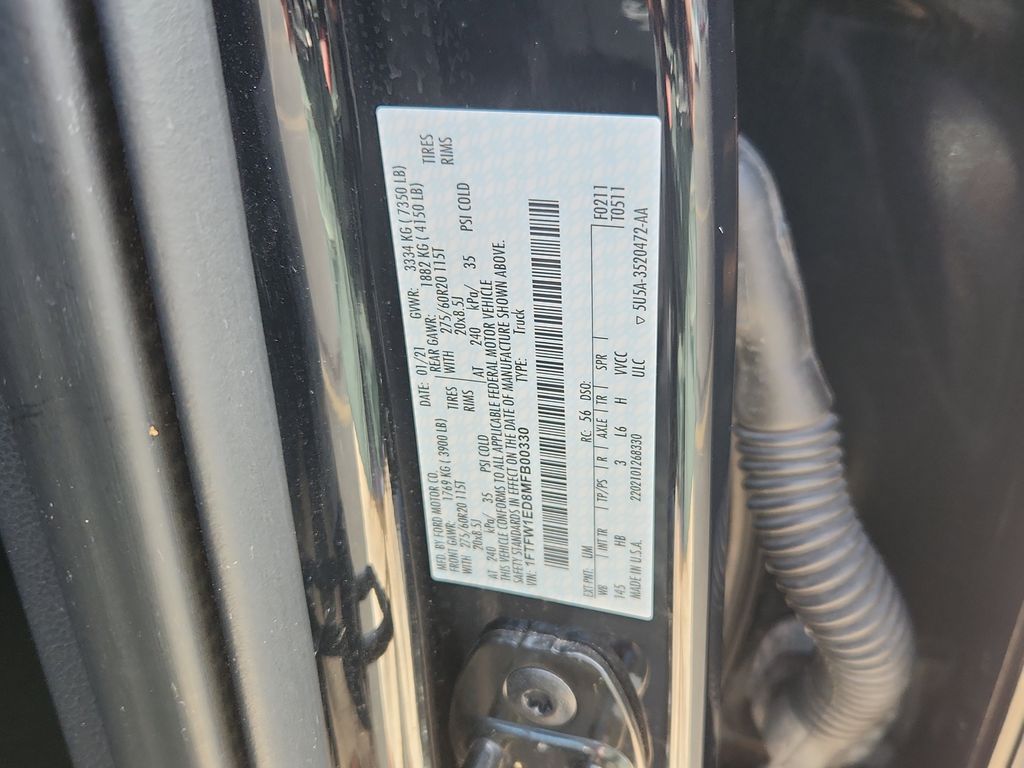 MFD. BY FORD MOTOR CO.
DATE: 01/21 GVWR: 3334 KG ( 7350 LB)
FRONT GAWR: 1769 KG ( 3900 LB) REAR GAWR: 1882 KG ( 4150 LB)
WITH 275/60R20 115T TIRES WITH 275/60R20 115T TIRES
20x8.5J RIMS 20x8.5J RIMS
AT 240 kPa/ 35 PSI COLD AT 240 kPa/ 35 PSI COLD
THIS VEHICLE CONFORMS TO ALL APPLICABLE FEDERAL MOTOR VEHICLE
SAFETY STANDARDS IN EFFECT ON THE DATE OF MANUFACTURE SHOWN ABOVE.
VIN: 1FTFW1ED8MFB00330 TYPE: Truck
EXT PNT: UM RC: 56 DSO:
WB INT TR TP/PS R AXLE TR SPR F0211
145 HB 3 L6 H VVCC T0511
MADE IN U.S.A. 2202101268330 ULC
▽ 5U5A-3520472-AA